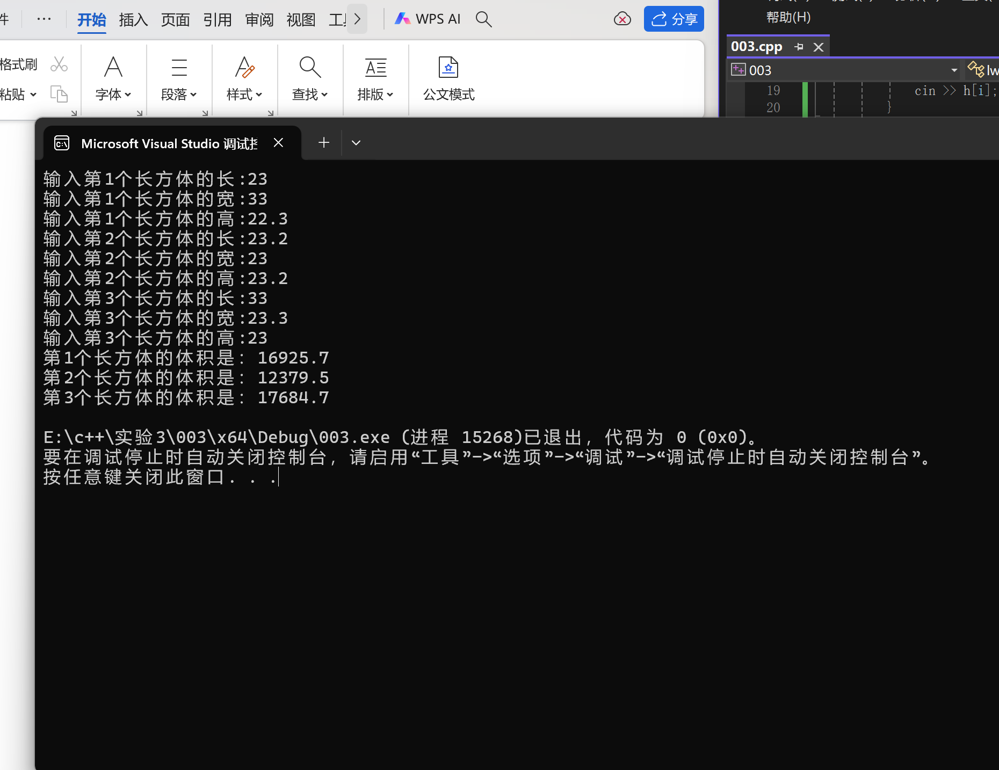 件 ··· 开始 插入 页面 引用 审阅 视图 工 WPS AI 分享
格式刷
粘贴 字体 段落 样式 查找 排版 公文模式
帮助(H)
003.cpp
003
19 cin >> h[i];
20 }
Microsoft Visual Studio 调试
输入第1个长方体的长:23
输入第1个长方体的宽:33
输入第1个长方体的高:22.3
输入第2个长方体的长:23.2
输入第2个长方体的宽:23
输入第2个长方体的高:23.2
输入第3个长方体的长:33
输入第3个长方体的宽:23.3
输入第3个长方体的高:23
第1个长方体的体积是: 16925.7
第2个长方体的体积是: 12379.5
第3个长方体的体积是: 17684.7
E:\c++\实验3\003\x64\Debug\003.exe (进程 15268)已退出，代码为 0 (0x0)。
要在调试停止时自动关闭控制台，请启用“工具”->“选项”->“调试”->“调试停止时自动关闭控制台”。
按任意键关闭此窗口. . .